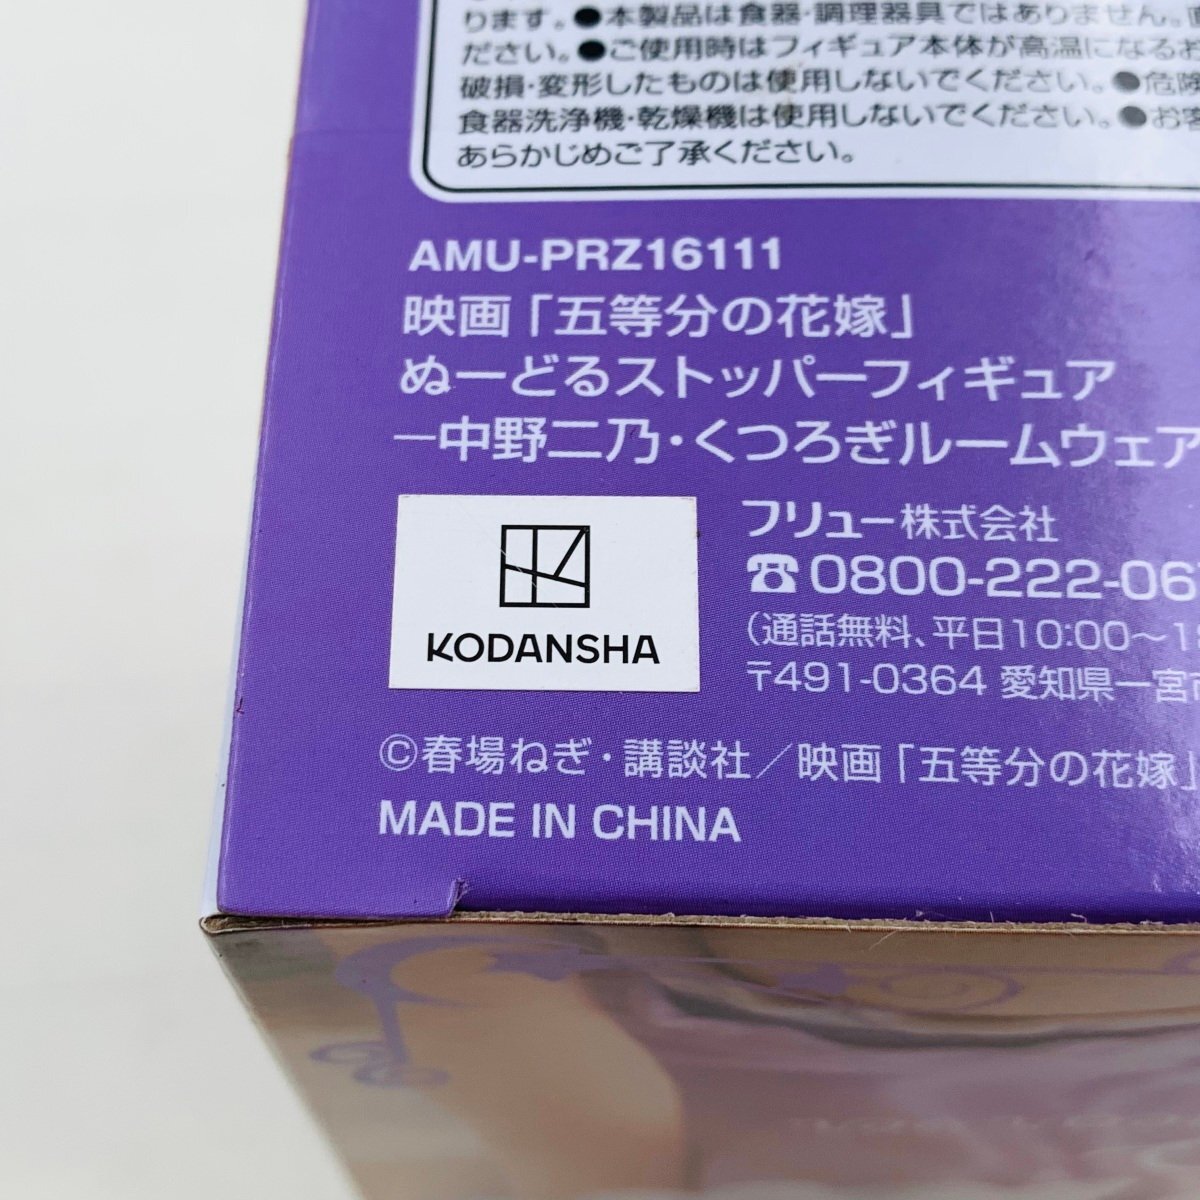 ります。●本製品は食器・調理器具ではありません。
ださい。●ご使用時はフィギュア本体が高温になるお
破損・変形したものは使用しないでください。●危険
食器洗浄機・乾燥機は使用しないでください。●お客
あらかじめご了承ください。
AMU-PRZ16111
映画「五等分の花嫁」
ぬーどるストッパーフィギュア
－中野二乃・くつろぎルームウェア
KODANSHA
フリュー株式会社
☎0800-222-06
（通話無料、平日10:00～1
〒491-0364 愛知県一宮市
©春場ねぎ・講談社／映画「五等分の花嫁」
MADE IN CHINA